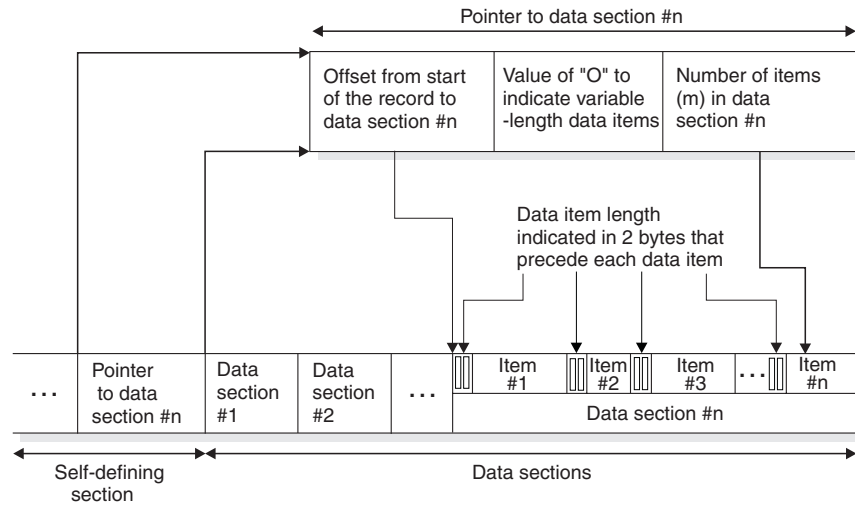 Pointer to data section #n
Offset from start
of the record to
data section #n
Value of "O" to
indicate variable
-length data items
Number of items
(m) in data
section #n
Data item length
indicated in 2 bytes that
precede each data item
...
Pointer
to data
section #n
Data
section
#1
Data
section
#2
...
Item
#1
Item
#2
Item
#3
...
Item
#n
Data section #n
Self-defining
section
Data sections